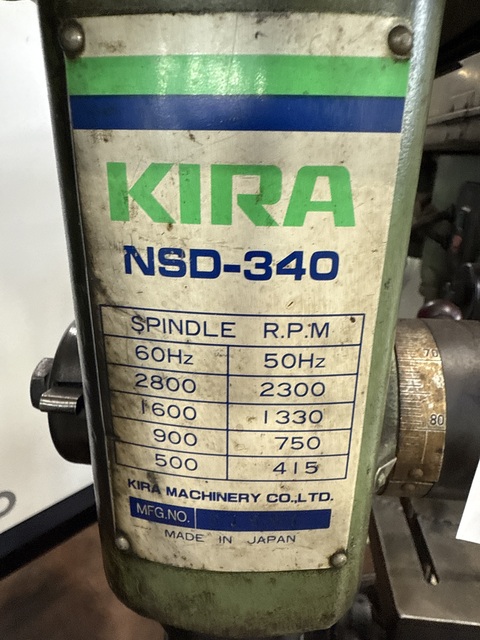 KIRA
NSD-340
SPINDLE R.P.M
60Hz 50Hz
2800 2300
1600 1330
900 750
500 415
KIRA MACHINERY CO.,LTD.
MFG.NO.
MADE IN JAPAN
70
80